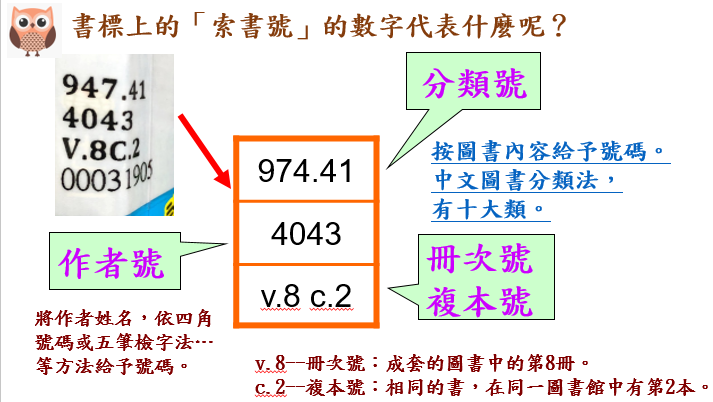 書標上的「索書號」的數字代表什麼呢？
947.41
4043
V.8C.2
00031905
974.41
4043
v.8 c.2
分類號
按圖書內容給予號碼。
中文圖書分類法，
有十大類。
作者號
將作者姓名，依四角
號碼或五筆檢字法…
等方法給予號碼。
冊次號
複本號
v.8--冊次號：成套的圖書中的第8冊。
c.2--複本號：相同的書，在同一圖書館中有第2本。